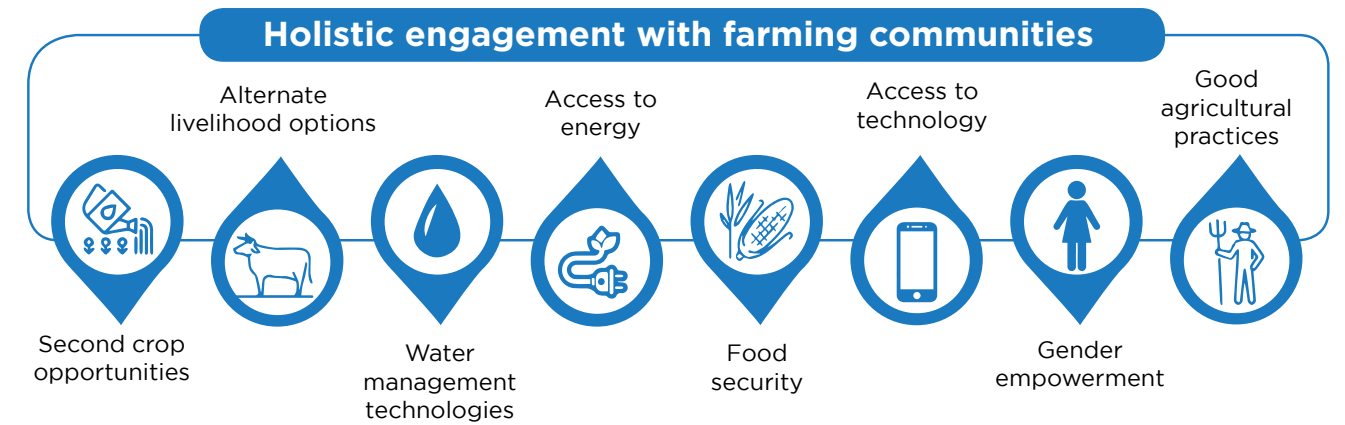 Holistic engagement with farming communities
Second crop
opportunities
Alternate
livelihood options
Water
management
technologies
Access to
energy
Food
security
Access to
technology
Gender
empowerment
Good
agricultural
practices